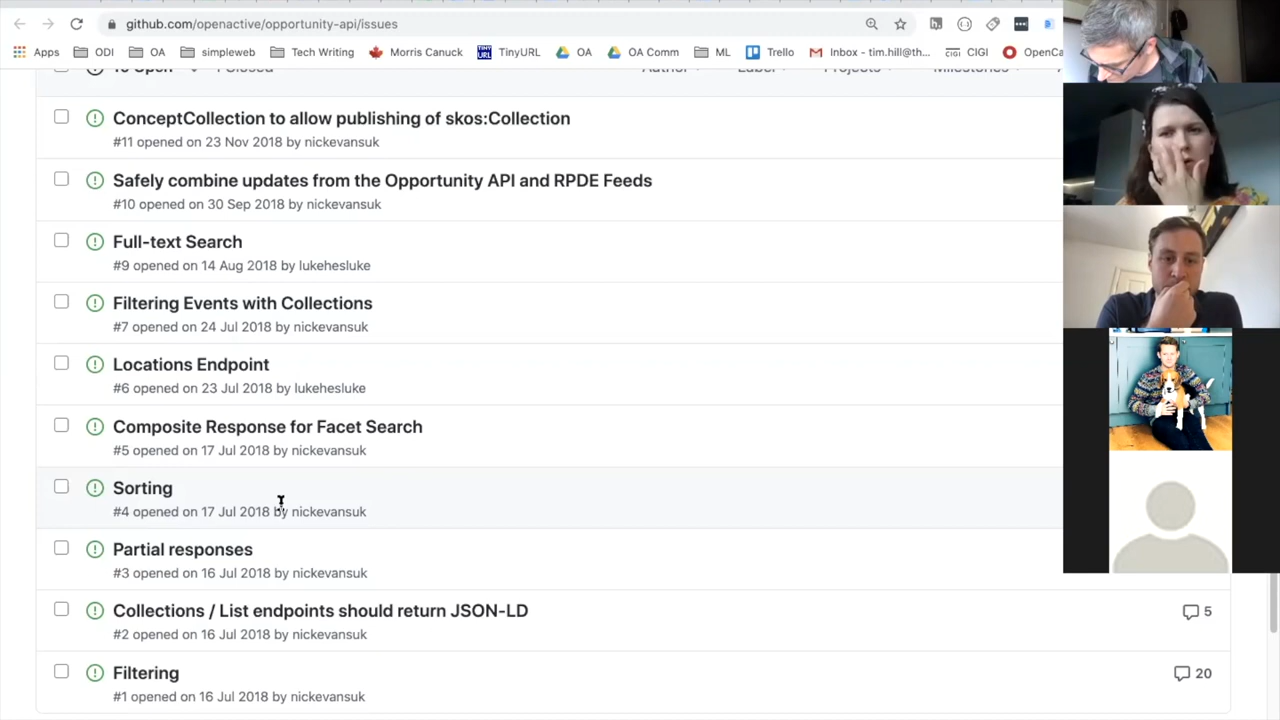 github.com/openactive/opportunity-api/issues
Apps ODI OA simpleweb Tech Writing Morris Canuck TinyURL OA OA Comm ML Trello Inbox - tim.hill@th... CIGI OpenCa
ConceptCollection to allow publishing of skos:Collection
#11 opened on 23 Nov 2018 by nickevansuk
Safely combine updates from the Opportunity API and RPDE Feeds
#10 opened on 30 Sep 2018 by nickevansuk
Full-text Search
#9 opened on 14 Aug 2018 by lukehesluke
Filtering Events with Collections
#7 opened on 24 Jul 2018 by nickevansuk
Locations Endpoint
#6 opened on 23 Jul 2018 by lukehesluke
Composite Response for Facet Search
#5 opened on 17 Jul 2018 by nickevansuk
Sorting
#4 opened on 17 Jul 2018 by nickevansuk
Partial responses
#3 opened on 16 Jul 2018 by nickevansuk
Collections / List endpoints should return JSON-LD
5
#2 opened on 16 Jul 2018 by nickevansuk
Filtering
20
#1 opened on 16 Jul 2018 by nickevansuk